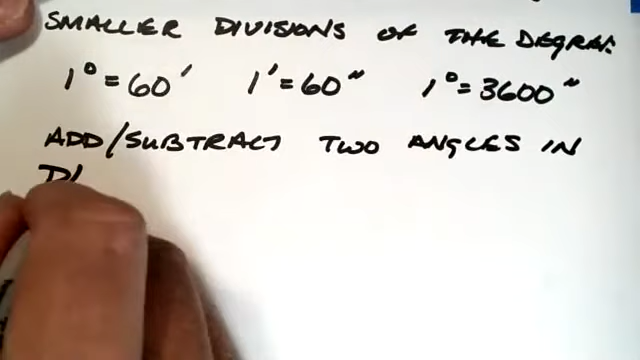 SMALLER DIVISIONS OF THE DEGREE:
1° = 60′ 1′ = 60″ 1° = 3600″
ADD/SUBTRACT TWO ANGLES IN